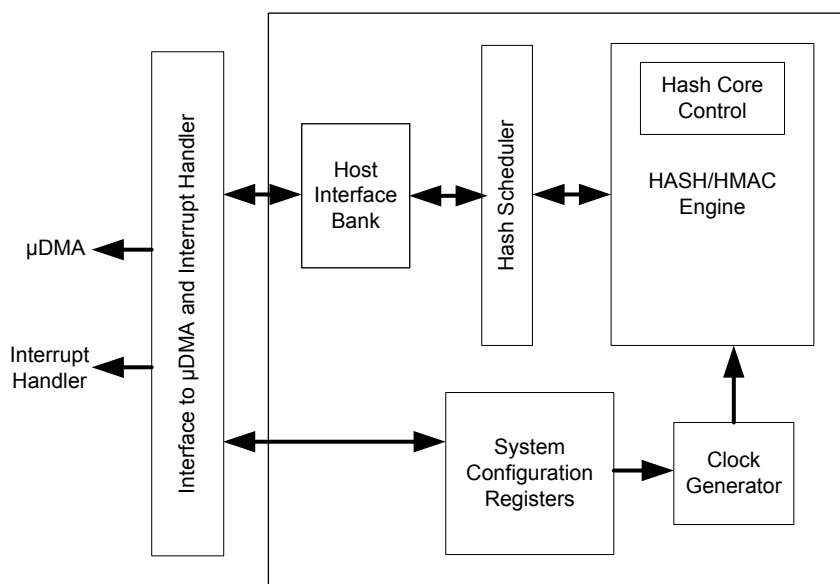 µDMA
Interrupt
Handler
Interface to µDMA and Interrupt Handler
Host
Interface
Bank
Hash Scheduler
Hash Core
Control
HASH/HMAC
Engine
System
Configuration
Registers
Clock
Generator